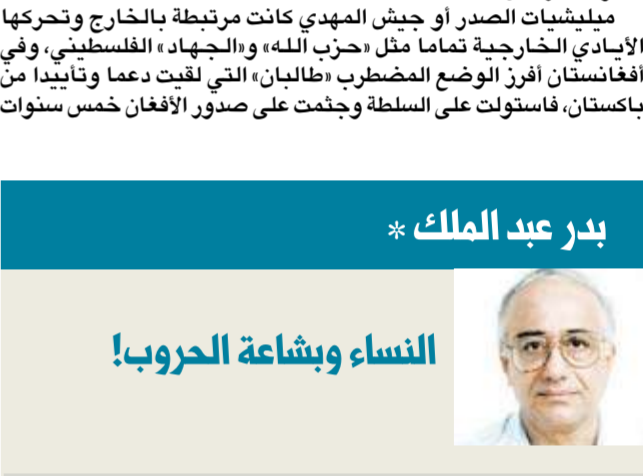 ميليشيات الصدر أو جيش المهدي كانت مرتبطة بالخارج وتحركها
الأيادي الخارجية تماما مثل «حزب الله» و«الجهاد» الفلسطيني، وفي
أفغانستان أفرز الوضع المضطرب «طالبان» التي لقيت دعما وتأييدا من
باكستان، فاستولت على السلطة وجثمت على صدور الأفغان خمس سنوات
بدر عبد الملك *
النساء وبشاعة الحروب!